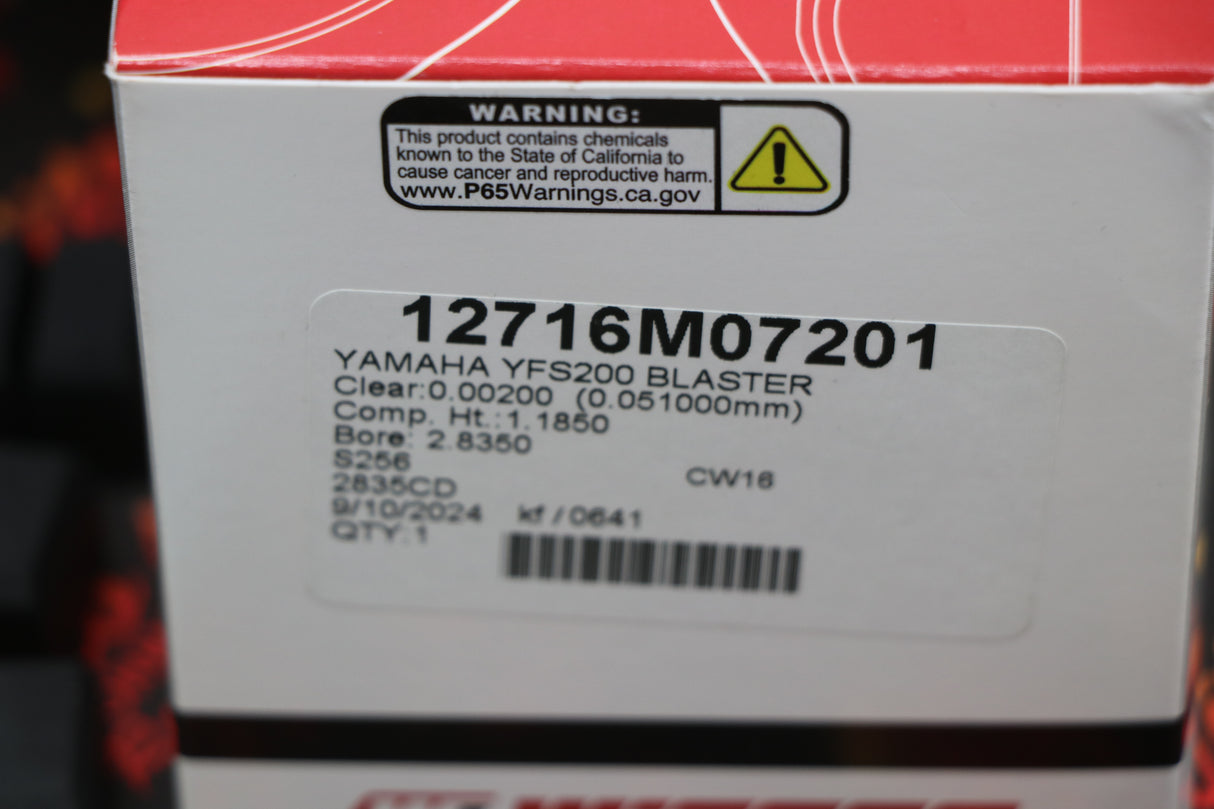 WARNING:
This product contains chemicals
known to the State of California to
cause cancer and reproductive harm.
www.P65Warnings.ca.gov
12716M07201
YAMAHA YFS200 BLASTER
Clear:0.00200 (0.051000mm)
Comp. Ht.:1.1850
Bore: 2.8350
S256 CW16
2835CD
9/10/2024 kf / 0641
QTY:1